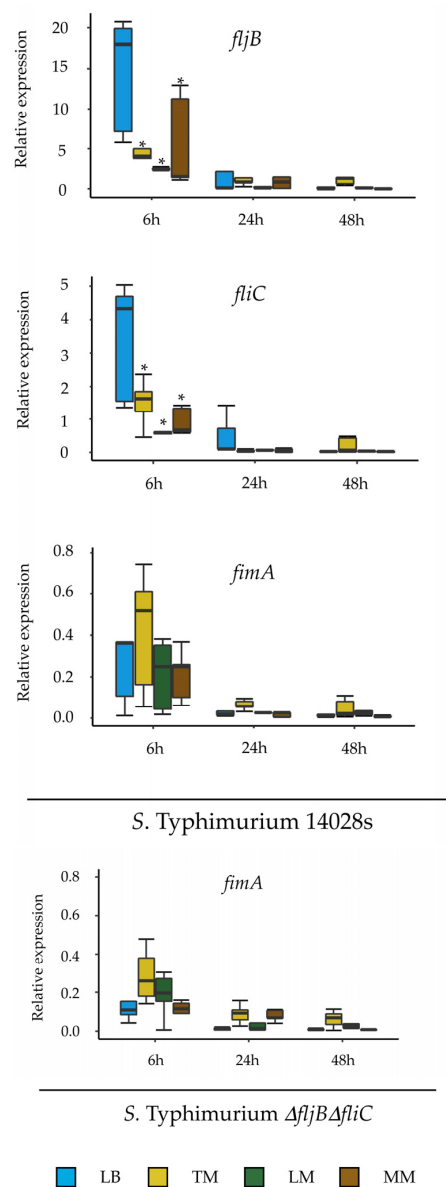 fljB
Relative expression
20
15
10
5
0
*
*
*
6h 24h 48h
fliC
Relative expression
5
4
3
2
1
0
*
*
*
6h 24h 48h
fimA
Relative expression
0.8
0.6
0.4
0.2
0.0
6h 24h 48h
S. Typhimurium 14028s
fimA
Relative expression
0.8
0.6
0.4
0.2
0.0
6h 24h 48h
S. Typhimurium ΔfljBΔfliC
LB TM LM MM